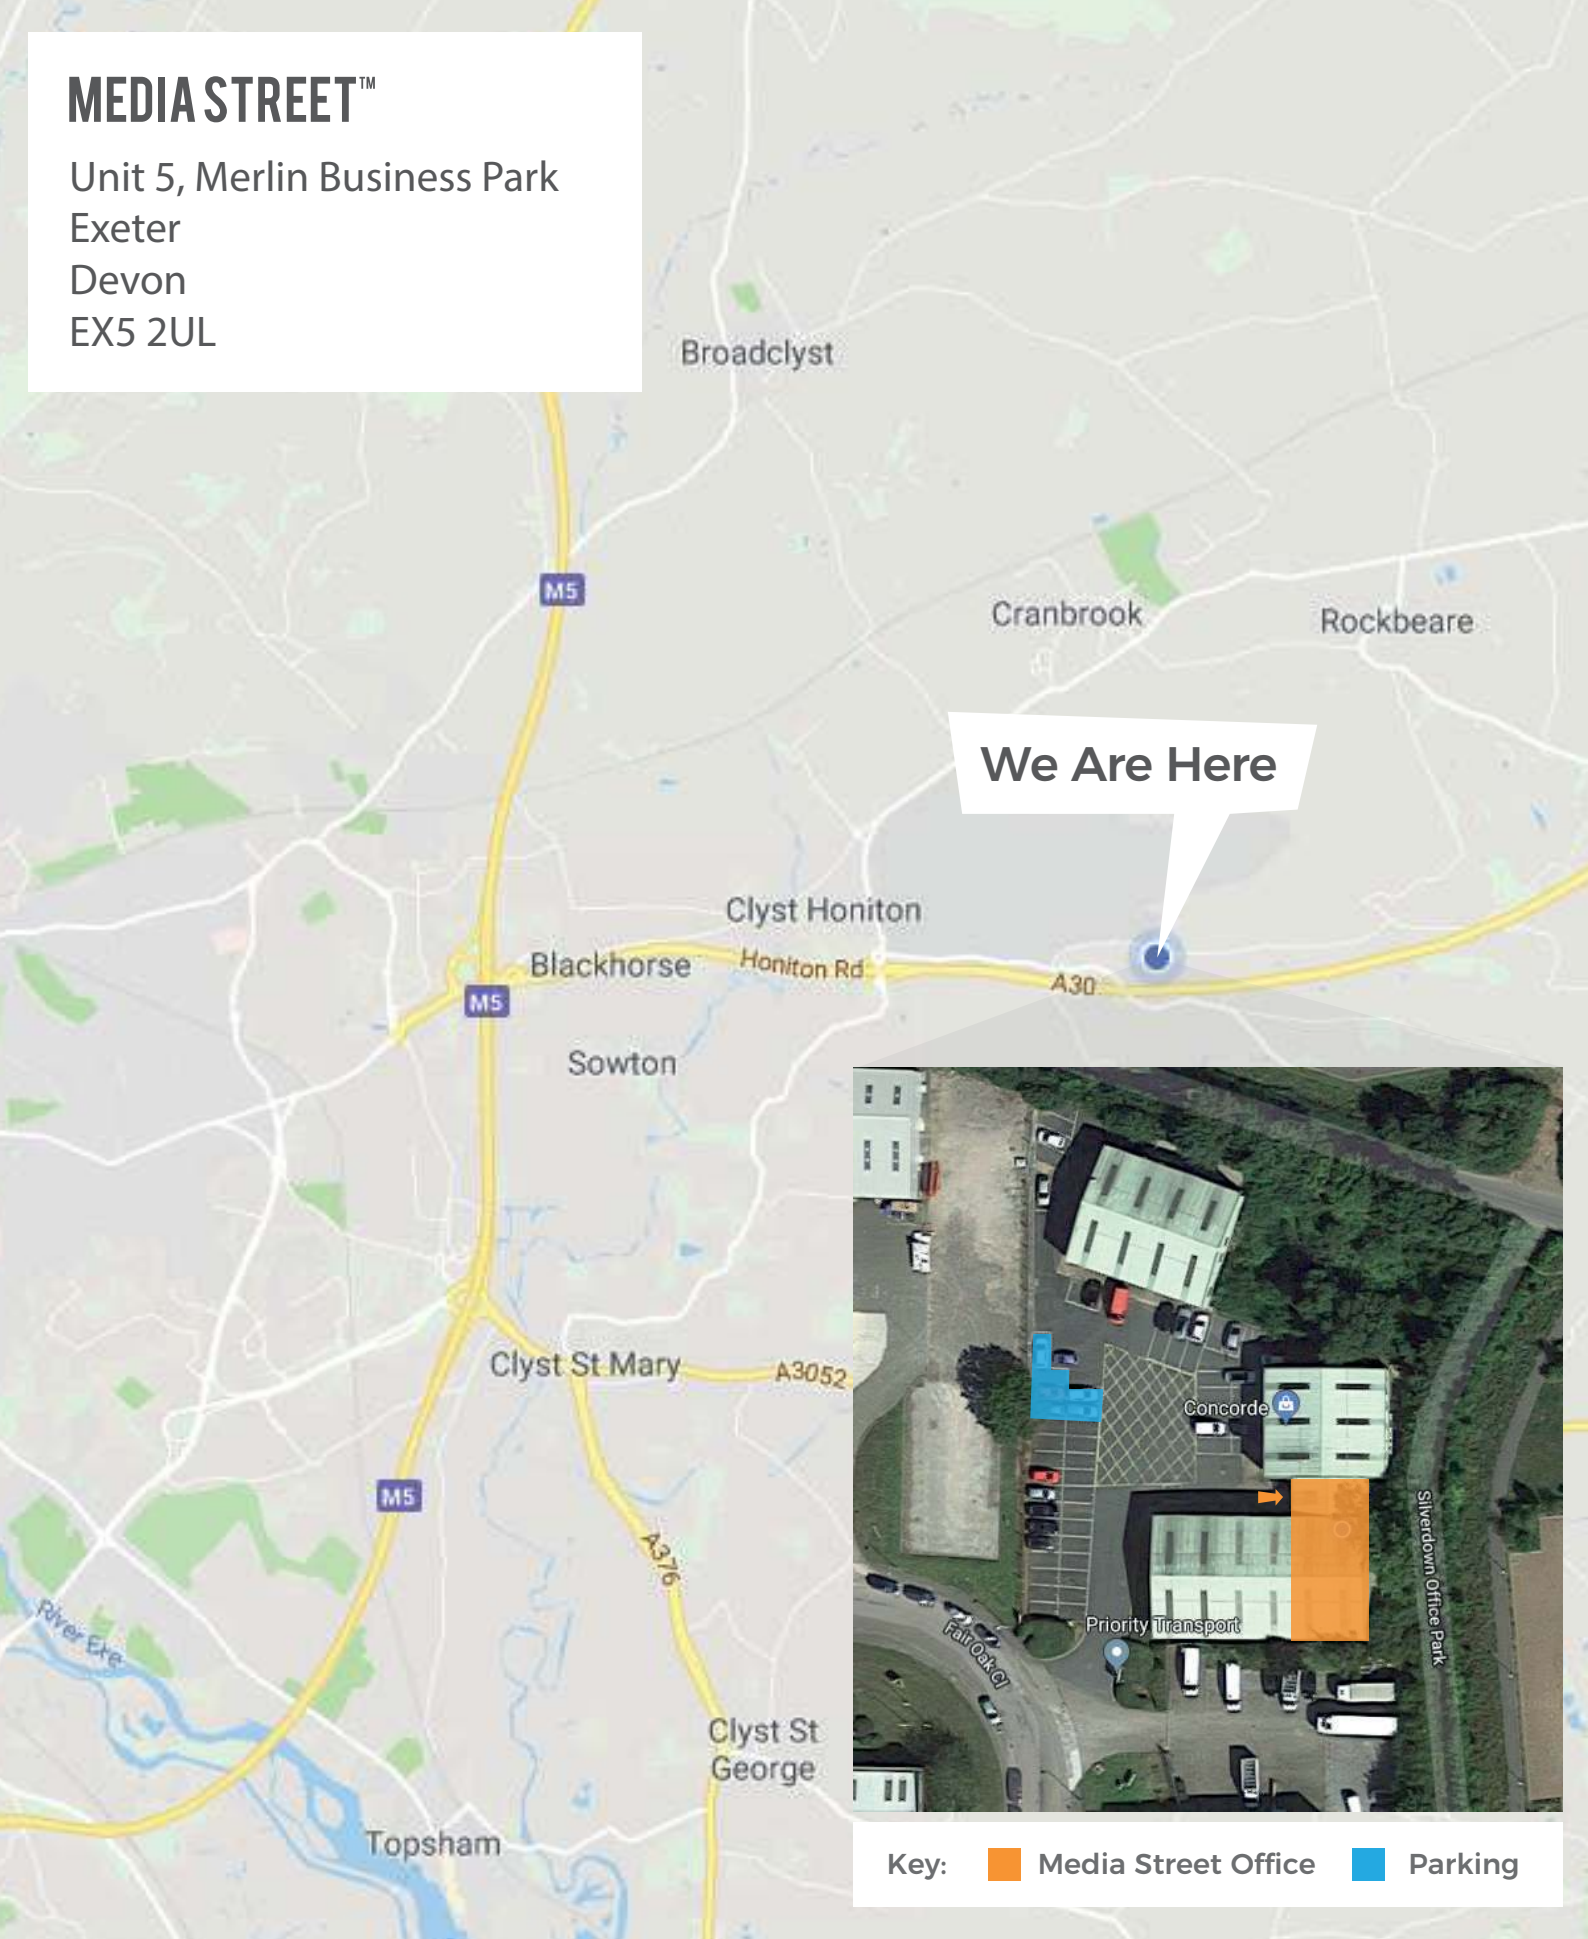 MEDIA STREET™
Unit 5, Merlin Business Park
Exeter
Devon
EX5 2UL
Broadclyst
M5
Cranbrook
Rockbeare
We Are Here
Clyst Honiton
Blackhorse
Honiton Rd
A30
M5
Sowton
Clyst St Mary
A3052
M5
A376
River Exe
Clyst St
George
Topsham
Concorde
Silverdown Office Park
Priority Transport
Fair Oak Cl
Key:
Media Street Office
Parking